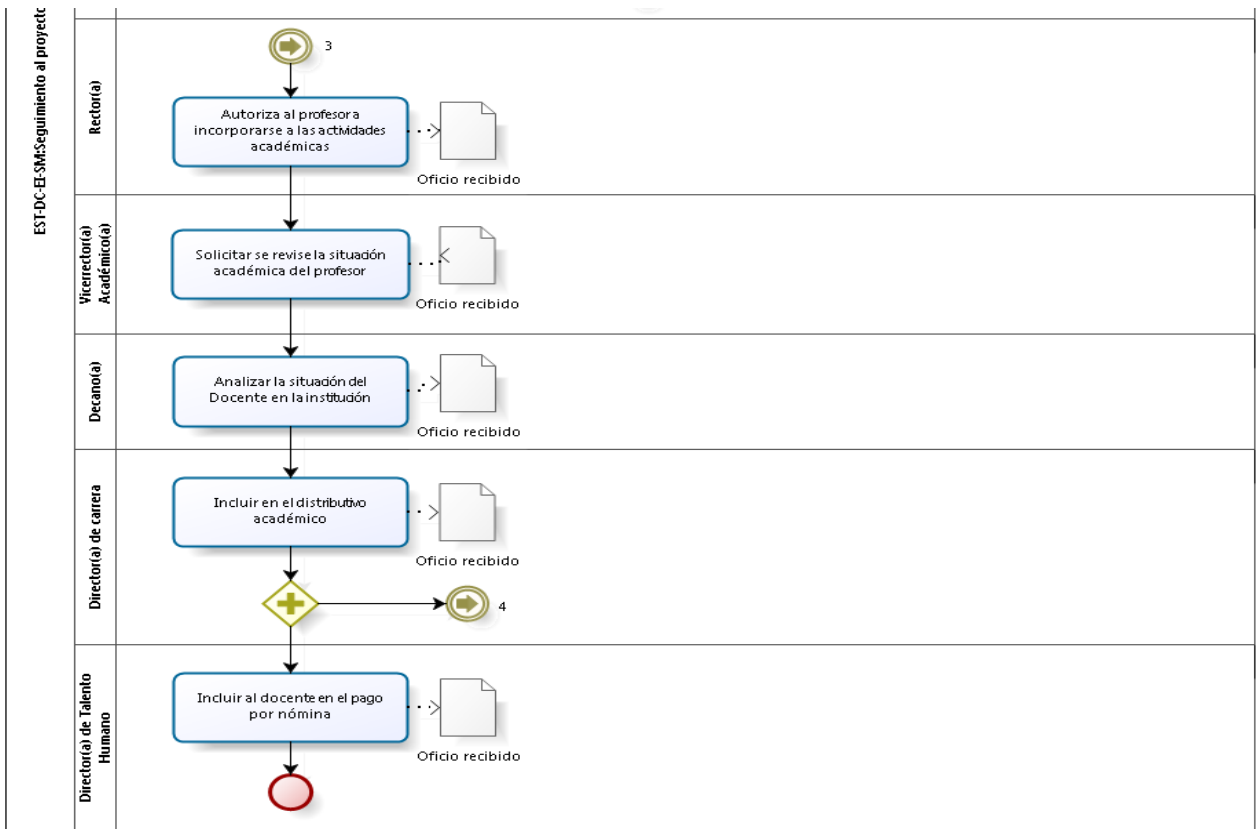 EST-DC-EI-SM:Seguimiento al proyecto
Rector(a)
3
Autoriza al profesor a
incorporarse a las actividades
académicas
Oficio recibido
Vicerrector(a)
Académico(a)
Solicitar se revise la situación
académica del profesor
Oficio recibido
Decano(a)
Analizar la situación del
Docente en la institución
Oficio recibido
Director(a) de carrera
Incluir en el distributivo
académico
Oficio recibido
4
Director(a) de Talento
Humano
Incluir al docente en el pago
por nómina
Oficio recibido